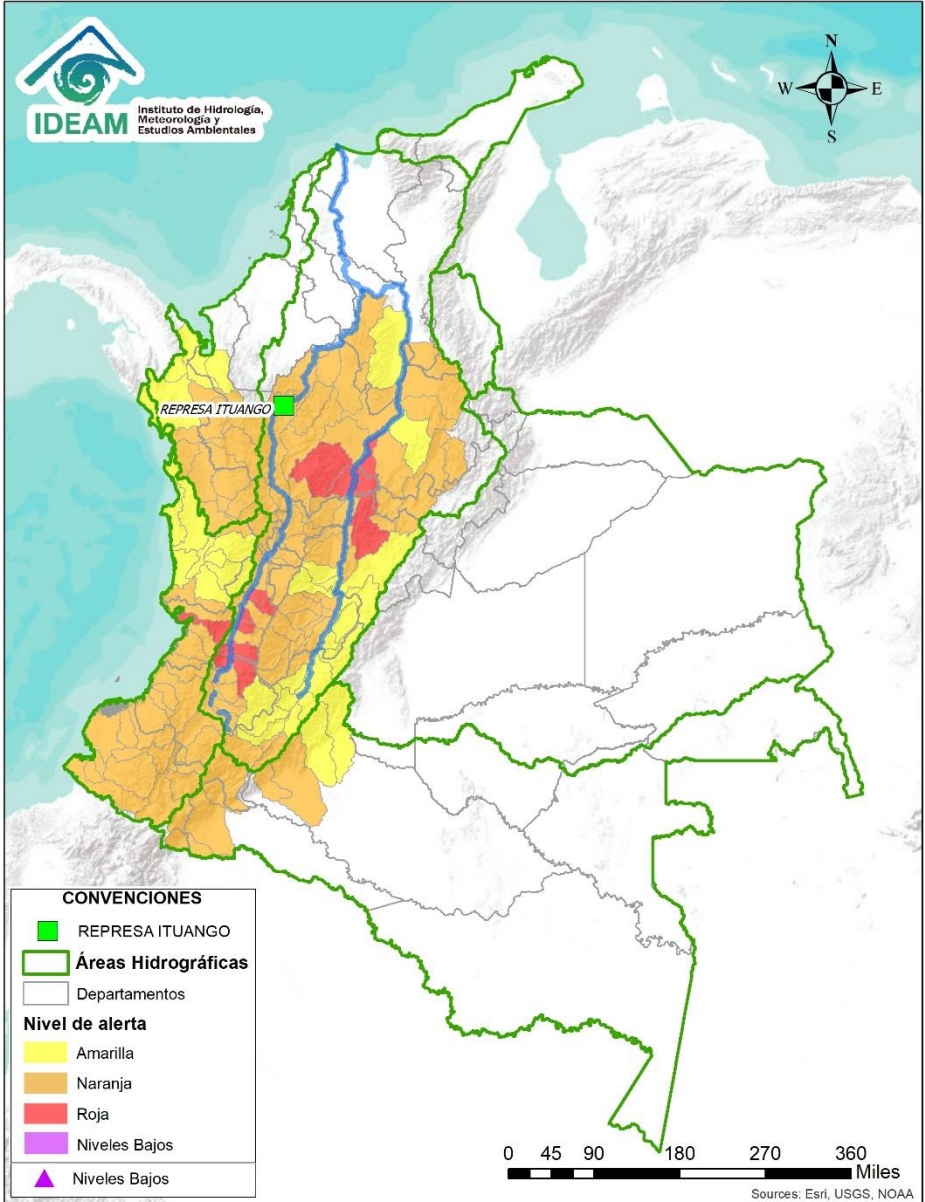 IDEAM
Instituto de Hidrología,
Meteorología y
Estudios Ambientales
N
W
E
S
REPRESA ITUANGO
CONVENCIONES
REPRESA ITUANGO
Áreas Hidrográficas
Departamentos
Nivel de alerta
Amarilla
Naranja
Roja
Niveles Bajos
Niveles Bajos
0 45 90 180 270 360
Miles
Sources: Esri, USGS, NOAA